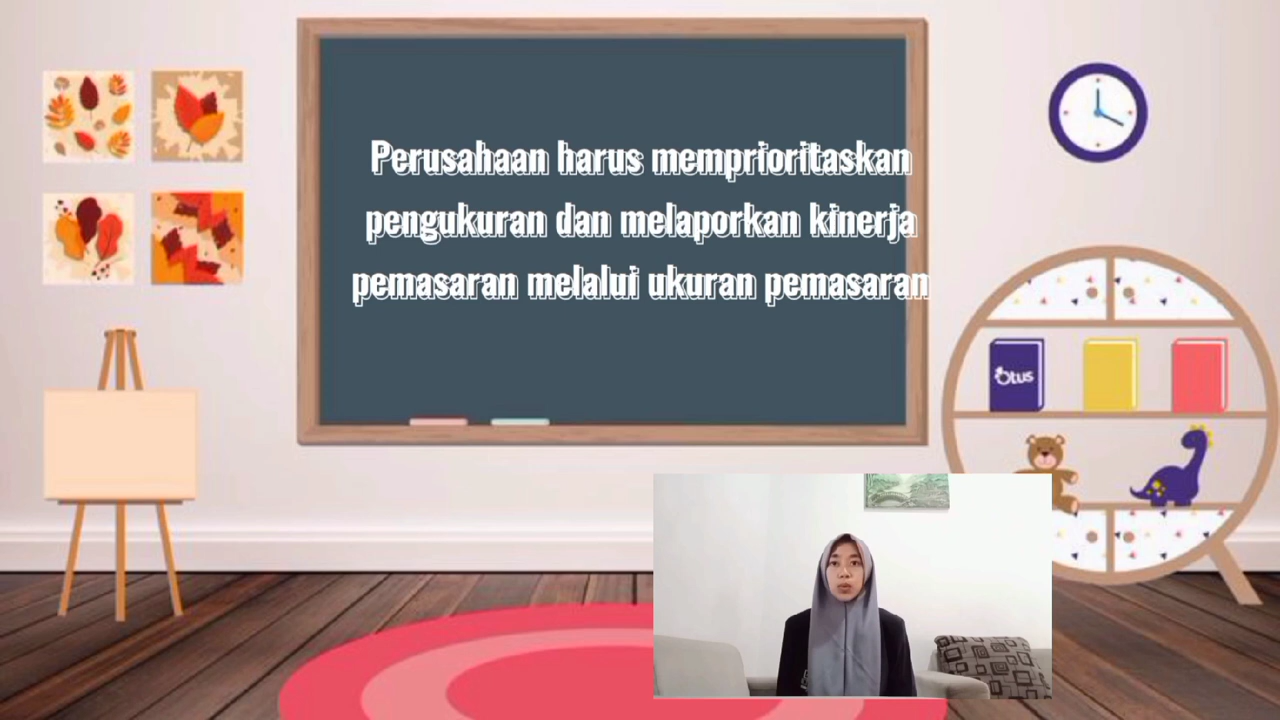 Perusahaan harus memprioritaskan
pengukuran dan melaporkan kinerja
pemasaran melalui ukuran pemasaran
Otus